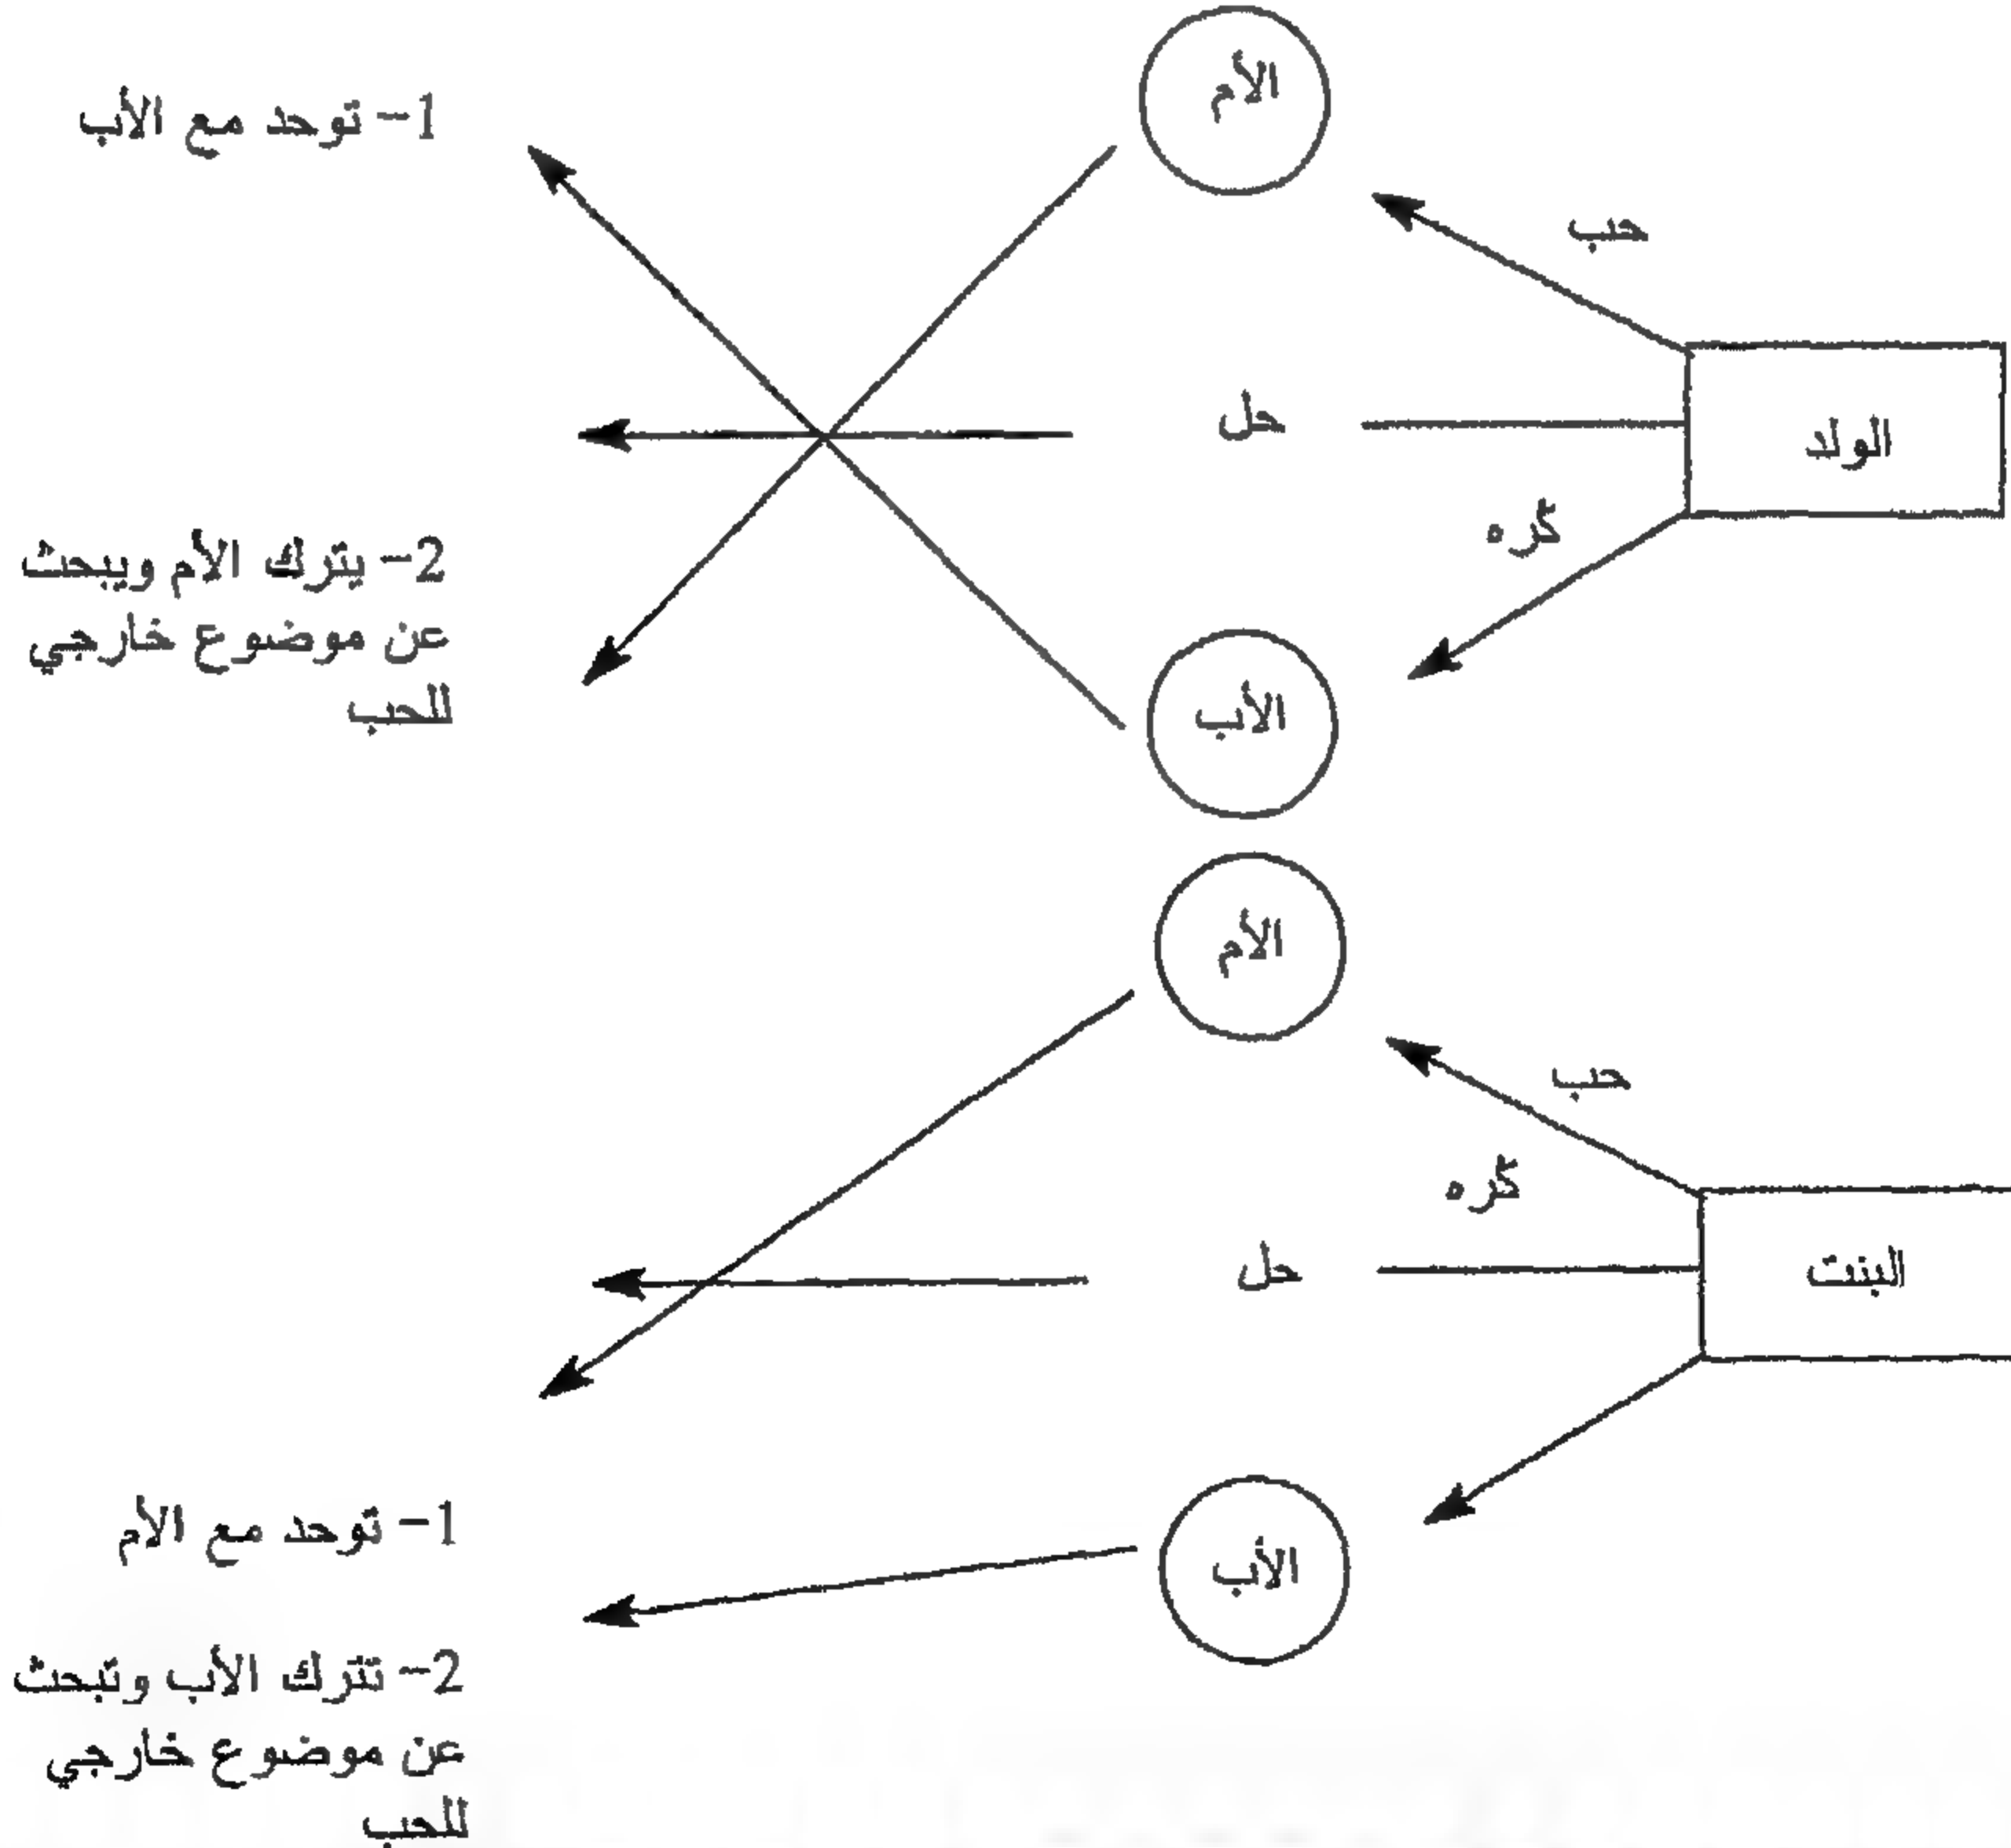 الأم
1- توحد مع الأب
حب
حل
الولد
كره
2- يترك الأم ويبحث
عن موضوع خارجي
للحب
الأب
الأم
حب
كره
حل
البنت
1- توحد مع الأم
الأب
2- تترك الأب وتبحث
عن موضوع خارجي
للحب